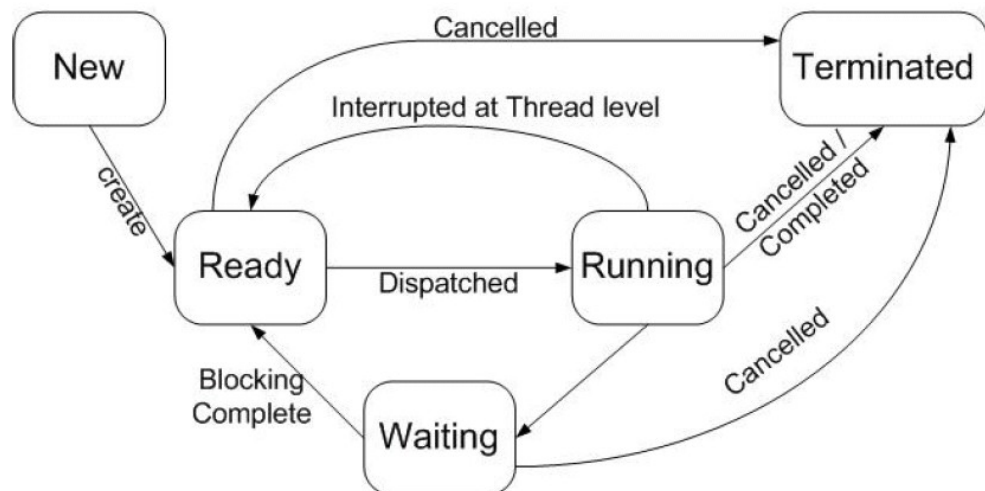 New
Cancelled
Terminated
Interrupted at Thread level
create
Cancelled /
Completed
Ready
Dispatched
Running
Blocking
Complete
Waiting
Cancelled